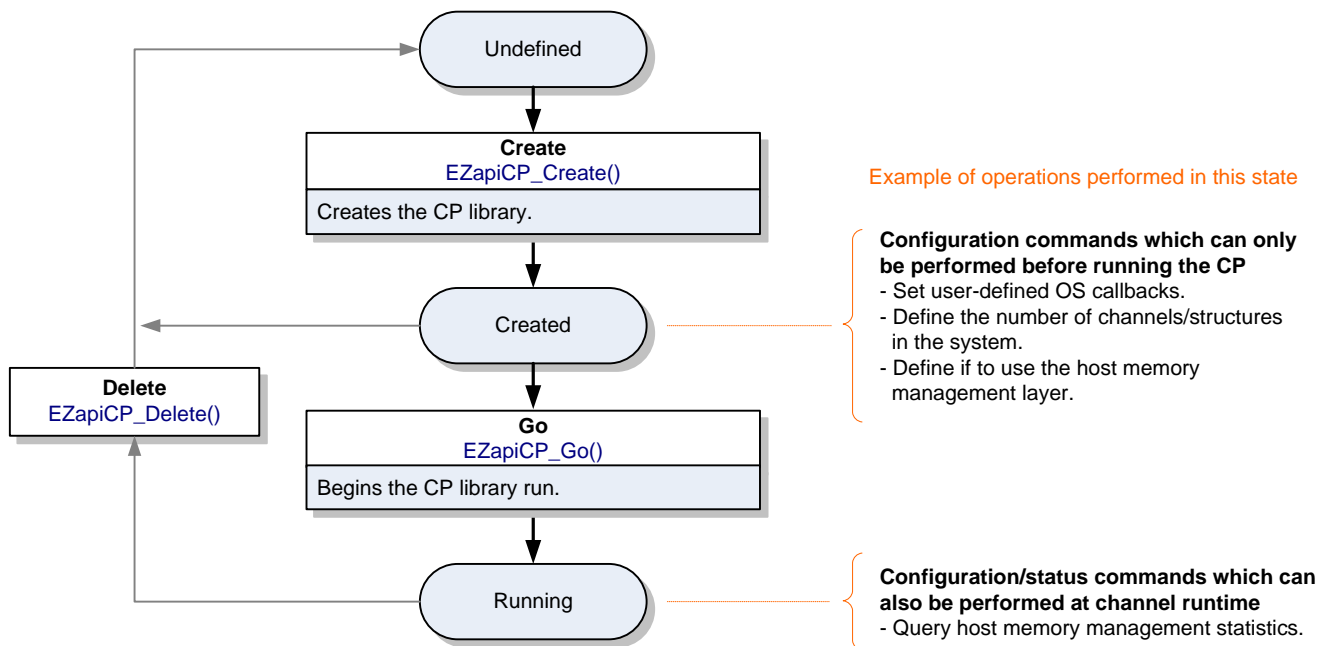 Undefined
Create
EZapiCP_Create()
Creates the CP library.
Example of operations performed in this state
Configuration commands which can only
be performed before running the CP
- Set user-defined OS callbacks.
- Define the number of channels/structures
in the system.
- Define if to use the host memory
management layer.
Created
Delete
EZapiCP_Delete()
Go
EZapiCP_Go()
Begins the CP library run.
Running
Configuration/status commands which can
also be performed at channel runtime
- Query host memory management statistics.